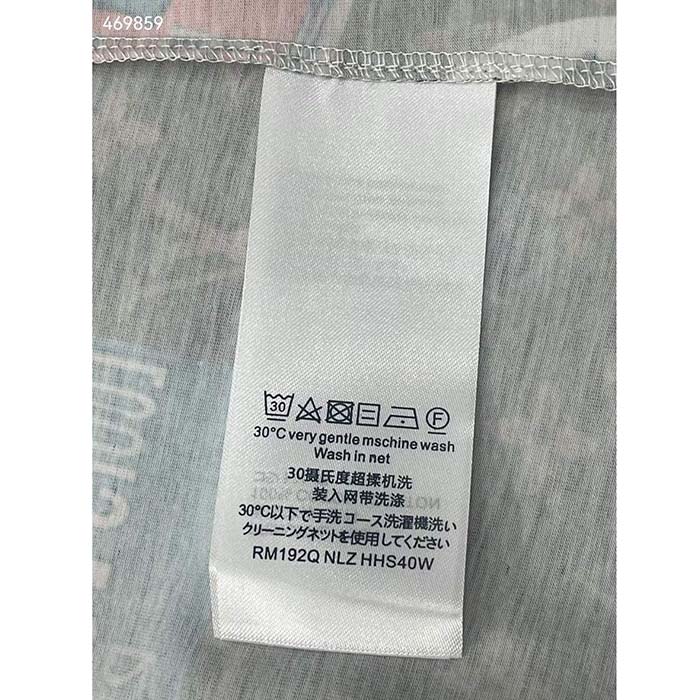 469859
30
F
30°C very gentle mschine wash
Wash in net
30摄氏度超揉机洗
装入网带洗涤
30°C以下で手洗コース洗濯機洗い
クリーニングネットを使用してください
RM192Q NLZ HHS40W